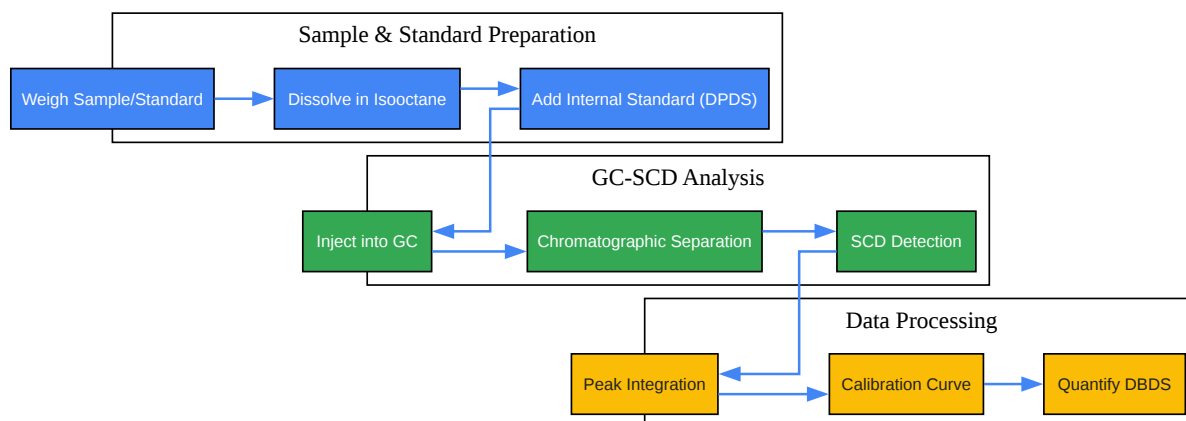 Sample & Standard Preparation
Weigh Sample/Standard
Dissolve in Isooctane
Add Internal Standard (DPDS)
GC-SCD Analysis
Inject into GC
Chromatographic Separation
SCD Detection
Data Processing
Peak Integration
Calibration Curve
Quantify DBDS